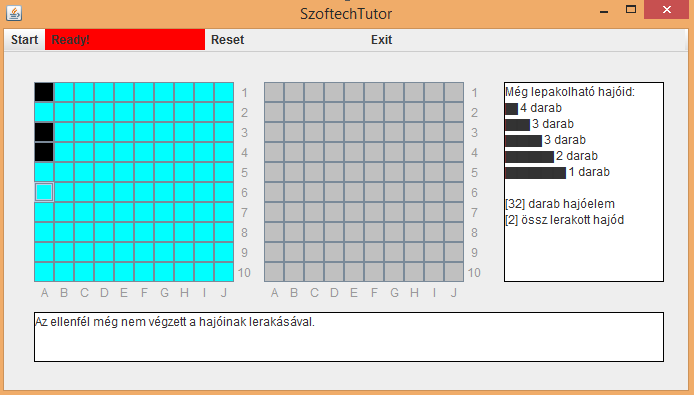 SzoftechTutor
Start Ready! Reset Exit
Még lepakolható hajóid:
4 darab
3 darab
3 darab
2 darab
1 darab
[32] darab hajóelem
[2] össz lerakott hajód
1 1
2 2
3 3
4 4
5 5
6 6
7 7
8 8
9 9
10 10
A B C D E F G H I J A B C D E F G H I J
Az ellenfél még nem végzett a hajóinak lerakásával.